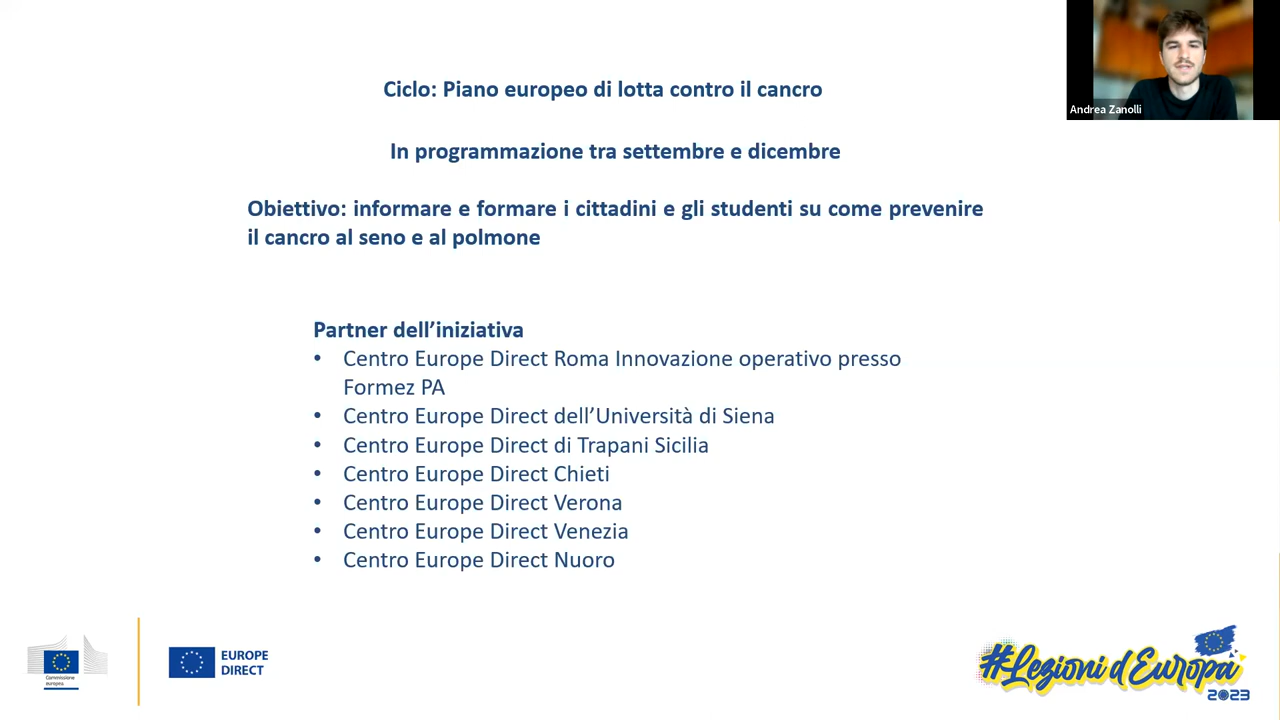 Andrea Zanolli
Ciclo: Piano europeo di lotta contro il cancro
In programmazione tra settembre e dicembre
Obiettivo: informare e formare i cittadini e gli studenti su come prevenire
il cancro al seno e al polmone
Partner dell’iniziativa
• Centro Europe Direct Roma Innovazione operativo presso
Formez PA
• Centro Europe Direct dell’Università di Siena
• Centro Europe Direct di Trapani Sicilia
• Centro Europe Direct Chieti
• Centro Europe Direct Verona
• Centro Europe Direct Venezia
• Centro Europe Direct Nuoro
Commissione
europea
EUROPE
DIRECT
#Lezioni d'Europa
2023